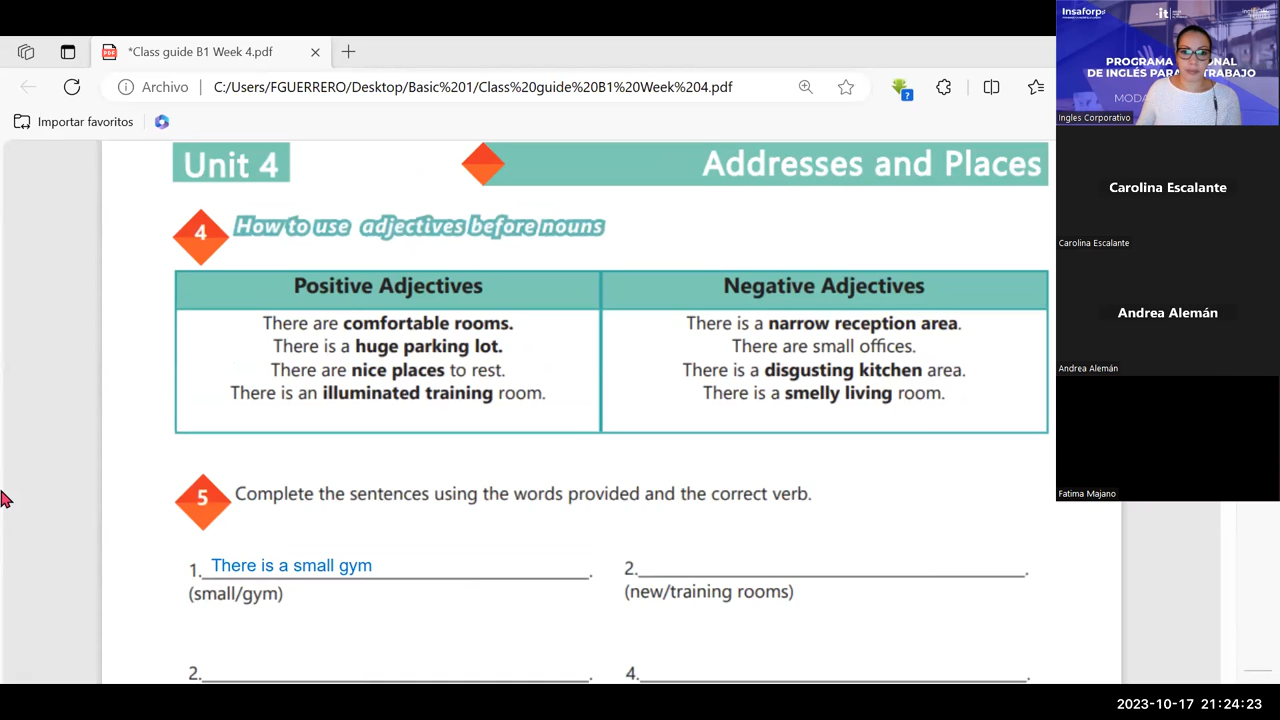 *Class guide B1 Week 4.pdf
Archivo
C:/Users/FGUERRERO/Desktop/Basic%201/Class%20guide%20B1%20Week%204.pdf
Importar favoritos
Unit 4
Addresses and Places
4
How to use adjectives before nouns
Positive Adjectives
There are comfortable rooms.
There is a huge parking lot.
There are nice places to rest.
There is an illuminated training room.
Negative Adjectives
There is a narrow reception area.
There are small offices.
There is a disgusting kitchen area.
There is a smelly living room.
5
Complete the sentences using the words provided and the correct verb.
1. There is a small gym.
(small/gym)
2.
(new/training rooms)
2.
4.
Insaforp
PROGRAMA
ONAL
DE INGLÉS PARA
TRABAJO
MODA
Ingles Corporativo
Carolina Escalante
Carolina Escalante
Andrea Alemán
Andrea Alemán
Fatima Majano
2023-10-17 21:24:23